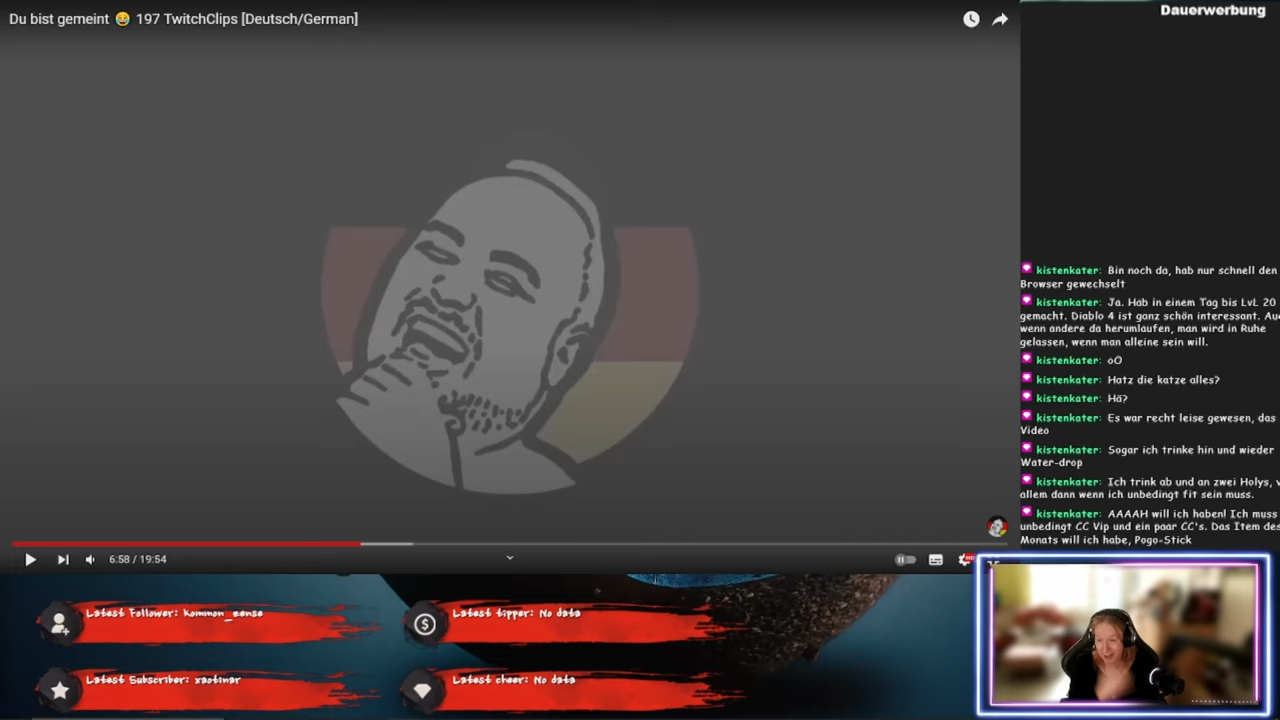 Du bist gemeint 😂 197 TwitchClips [Deutsch/German]
Dauerwerbung
kistenkater: Bin noch da, hab nur schnell den
Browser gewechselt
kistenkater: Ja. Hab in einem Tag bis LvL 20
gemacht. Diablo 4 ist ganz schön interessant. Au
wenn andere da herumlaufen, man wird in Ruhe
gelassen, wenn man alleine sein will.
kistenkater: oO
kistenkater: Hatz die katze alles?
kistenkater: Hä?
kistenkater: Es war recht leise gewesen, das
Video
kistenkater: Sogar ich trinke hin und wieder
Water-drop
kistenkater: Ich trink ab und an zwei Holys, v
allem dann wenn ich unbedingt fit sein muss.
kistenkater: AAAAH will ich haben! Ich muss
unbedingt CC Vip und ein paar CC's. Das Item des
Monats will ich habe, Pogo-Stick
6:58 / 19:54
Latest Follower: Kommon_sense
Latest tipper: No data
Latest Subscriber: xaotinar
Latest cheer: No data